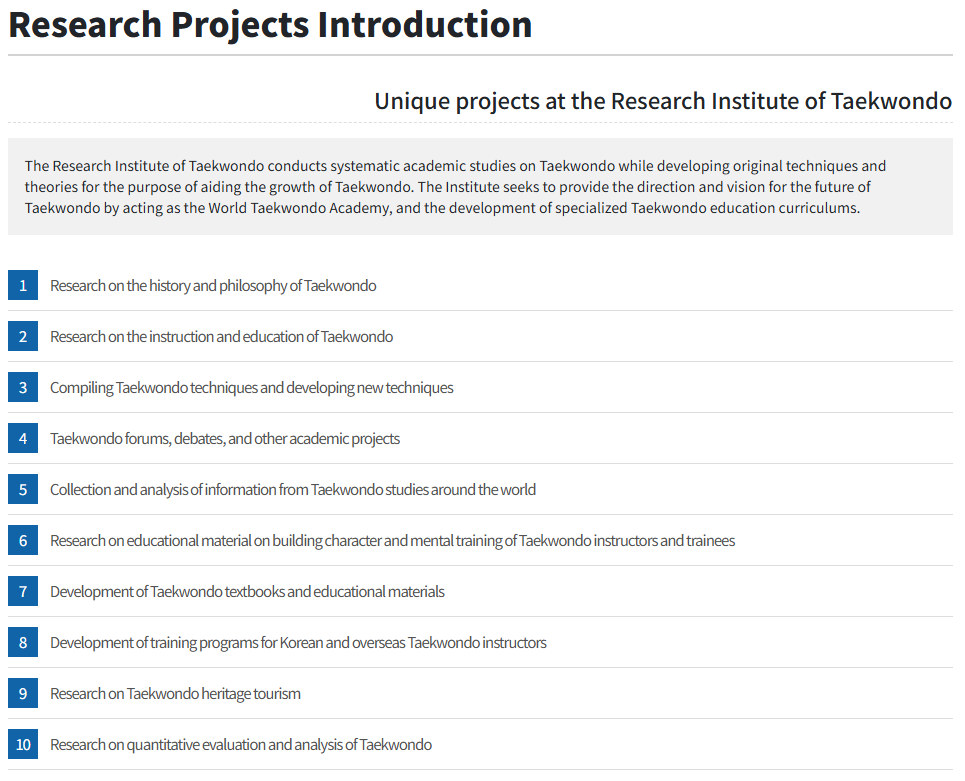 Research Projects Introduction
Unique projects at the Research Institute of Taekwondo
The Research Institute of Taekwondo conducts systematic academic studies on Taekwondo while developing original techniques and
theories for the purpose of aiding the growth of Taekwondo. The Institute seeks to provide the direction and vision for the future of
Taekwondo by acting as the World Taekwondo Academy, and the development of specialized Taekwondo education curriculums.
1 Research on the history and philosophy of Taekwondo
2 Research on the instruction and education of Taekwondo
3 Compiling Taekwondo techniques and developing new techniques
4 Taekwondo forums, debates, and other academic projects
5 Collection and analysis of information from Taekwondo studies around the world
6 Research on educational material on building character and mental training of Taekwondo instructors and trainees
7 Development of Taekwondo textbooks and educational materials
8 Development of training programs for Korean and overseas Taekwondo instructors
9 Research on Taekwondo heritage tourism
10 Research on quantitative evaluation and analysis of Taekwondo